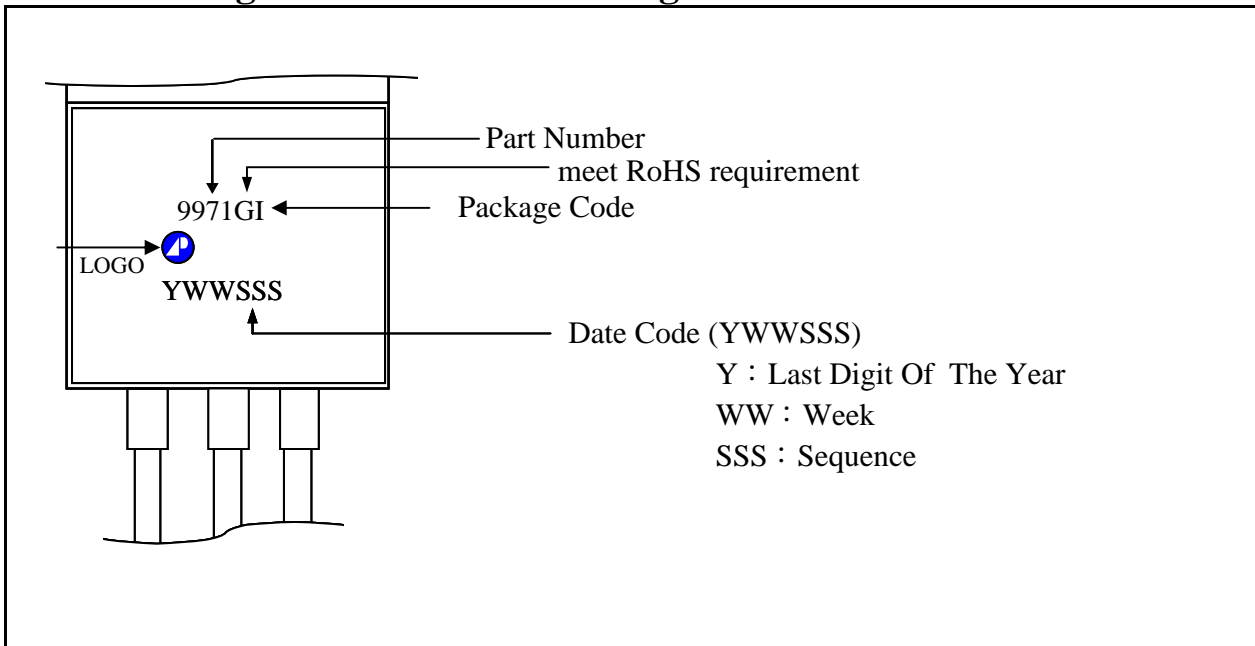 Part Number
meet RoHS requirement
9971GI
Package Code
LOGO
YWWSSS
Date Code (YWWSSS)
Y：Last Digit Of The Year
WW：Week
SSS：Sequence